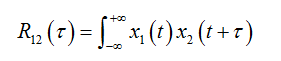 R₁₂(τ) = ∫₋∞⁺∞ x₁(t) x₂(t+τ)